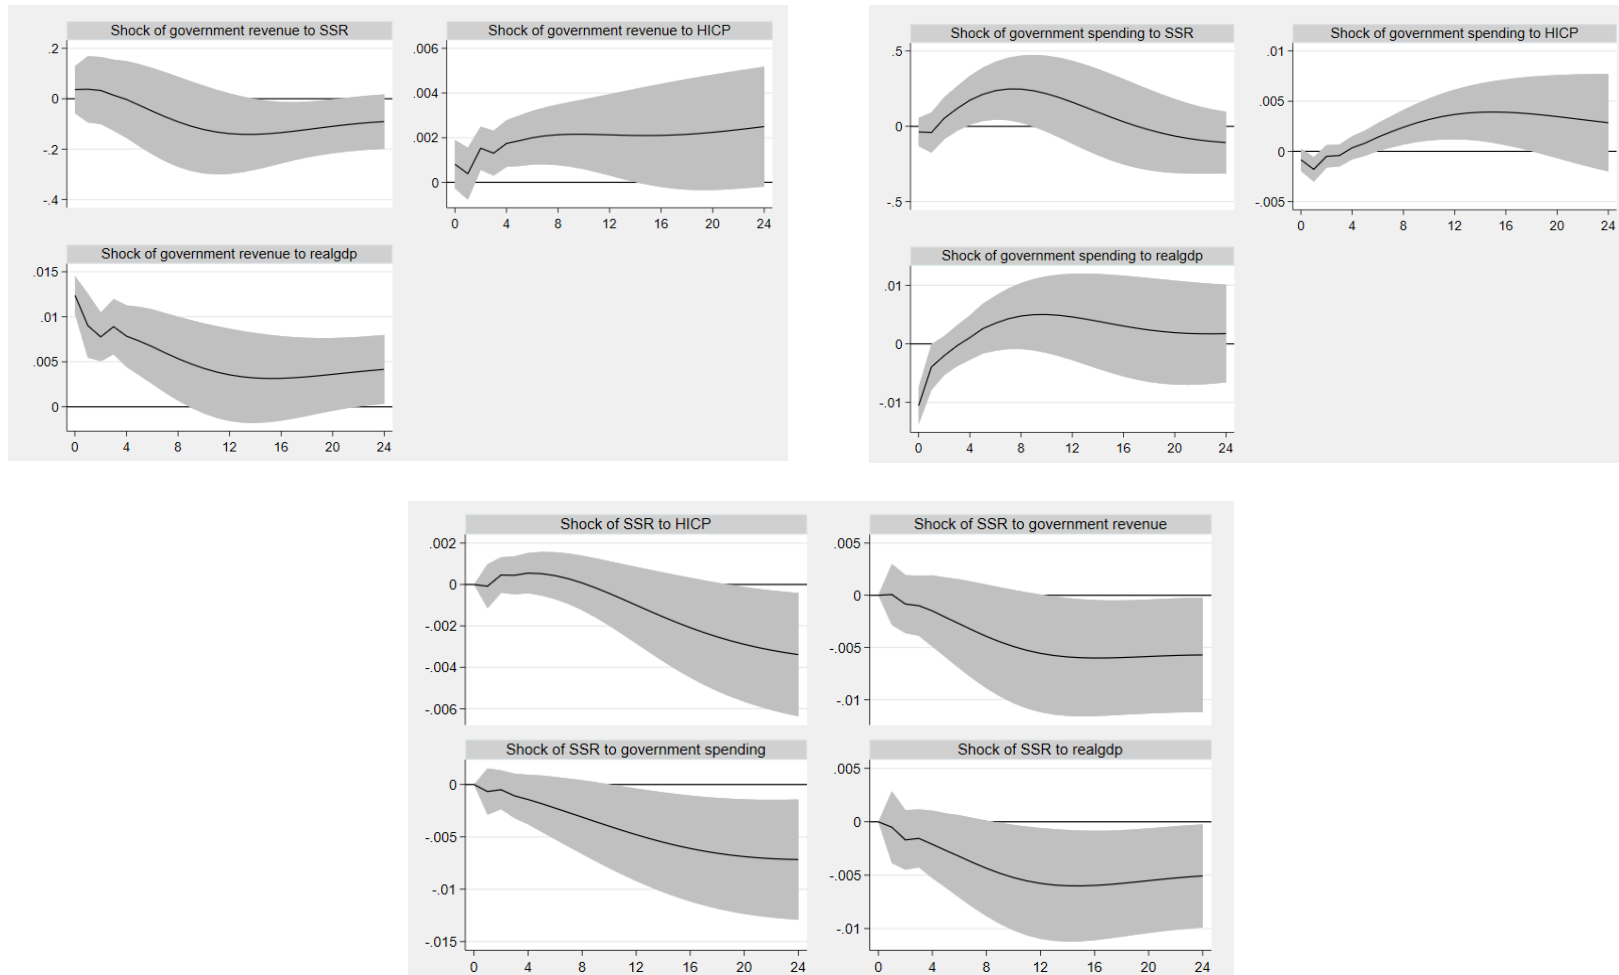 Shock of government revenue to SSR
.2
0
-.2
-.4
Shock of government revenue to HICP
.006
.004
.002
0
0 4 8 12 16 20 24
Shock of government revenue to realgdp
.015
.01
.005
0
0 4 8 12 16 20 24
Shock of government spending to SSR
.5
0
-.5
Shock of government spending to HICP
.01
.005
0
-.005
0 4 8 12 16 20 24
Shock of government spending to realgdp
.01
0
-.01
0 4 8 12 16 20 24
Shock of SSR to HICP
.002
0
-.002
-.004
-.006
Shock of SSR to government revenue
.005
0
-.005
-.01
Shock of SSR to government spending
0
-.005
-.01
-.015
0 4 8 12 16 20 24
Shock of SSR to realgdp
.005
0
-.005
-.01
0 4 8 12 16 20 24